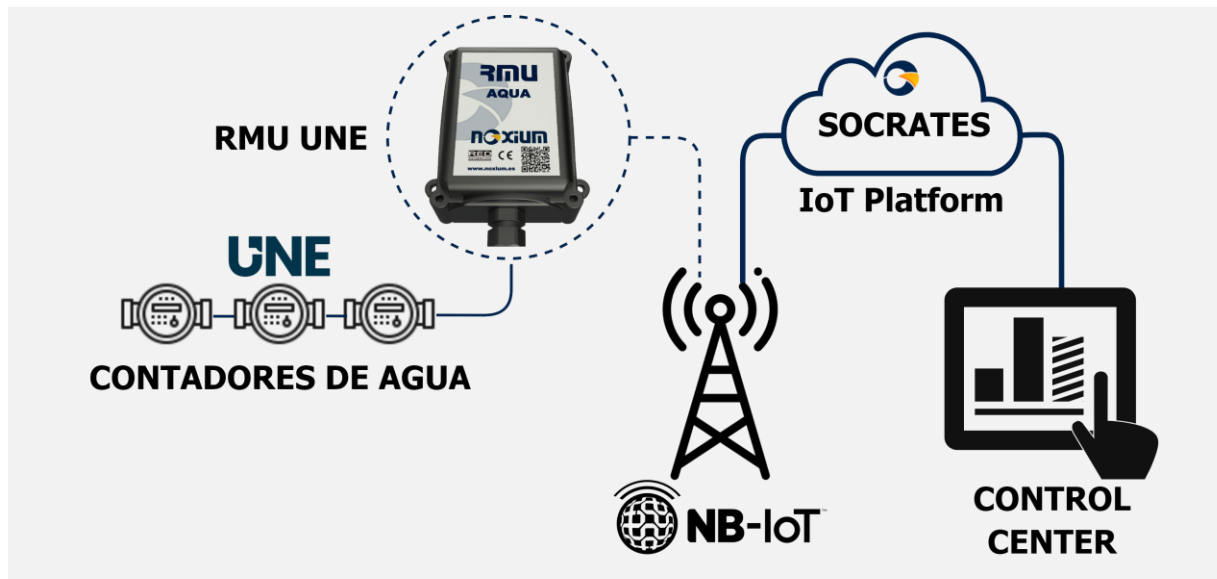 RMU
AQUA
noxium
RED
CE
www.noxium.es
RMU UNE
UNE
CONTADORES DE AGUA
SOCRATES
IoT Platform
NB-IoT
CONTROL
CENTER